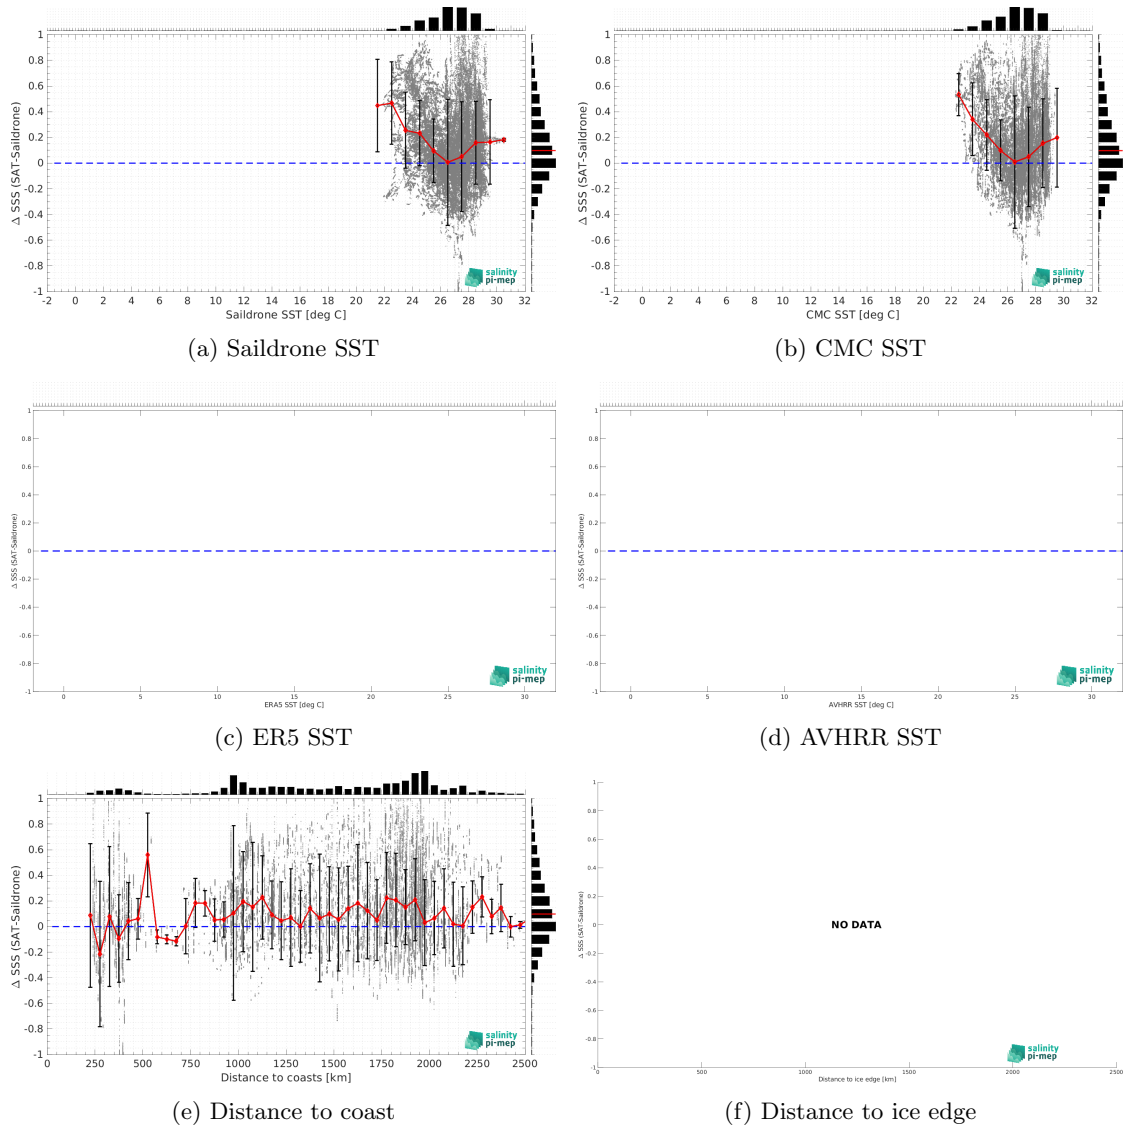 1
0.8
0.6
0.4
0.2
0
-0.2
-0.4
-0.6
-0.8
-1
Δ SSS (SAT-Saildrone)
-2 0 2 4 6 8 10 12 14 16 18 20 22 24 26 28 30 32
Saildrone SST [deg C]
salinity
pi-mep
(a) Saildrone SST
1
0.8
0.6
0.4
0.2
0
-0.2
-0.4
-0.6
-0.8
-1
Δ SSS (SAT-Saildrone)
-2 0 2 4 6 8 10 12 14 16 18 20 22 24 26 28 30 32
CMC SST [deg C]
salinity
pi-mep
(b) CMC SST
1
0.8
0.6
0.4
0.2
0
-0.2
-0.4
-0.6
-0.8
-1
Δ SSS (SAT-Saildrone)
0 5 10 15 20 25 30
ERA5 SST [deg C]
salinity
pi-mep
(c) ER5 SST
1
0.8
0.6
0.4
0.2
0
-0.2
-0.4
-0.6
-0.8
-1
Δ SSS (SAT-Saildrone)
0 5 10 15 20 25 30
AVHRR SST [deg C]
salinity
pi-mep
(d) AVHRR SST
1
0.8
0.6
0.4
0.2
0
-0.2
-0.4
-0.6
-0.8
-1
Δ SSS (SAT-Saildrone)
0 250 500 750 1000 1250 1500 1750 2000 2250 2500
Distance to coasts [km]
salinity
pi-mep
(e) Distance to coast
1
0.8
0.6
0.4
0.2
0
-0.2
-0.4
-0.6
-0.8
-1
Δ SSS (SAT-Saildrone)
NO DATA
0 500 1000 1500 2000 2500
Distance to ice edge [km]
salinity
pi-mep
(f) Distance to ice edge